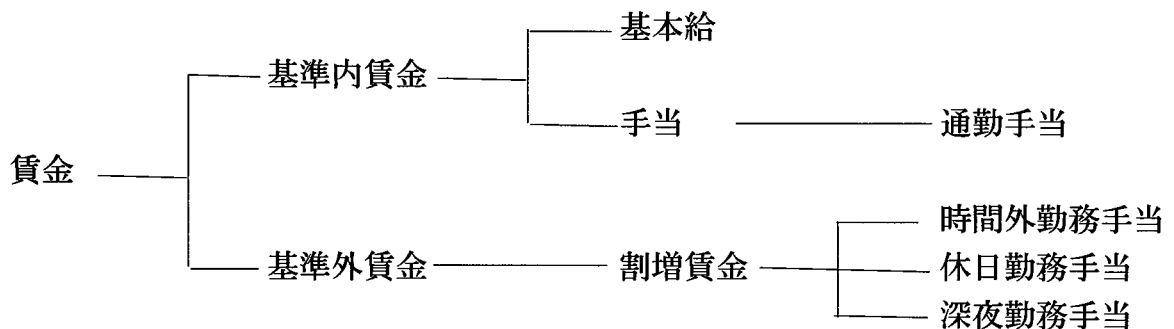 基本給
基準内賃金
手当
通勤手当
賃金
時間外勤務手当
基準外賃金
割増賃金
休日勤務手当
深夜勤務手当